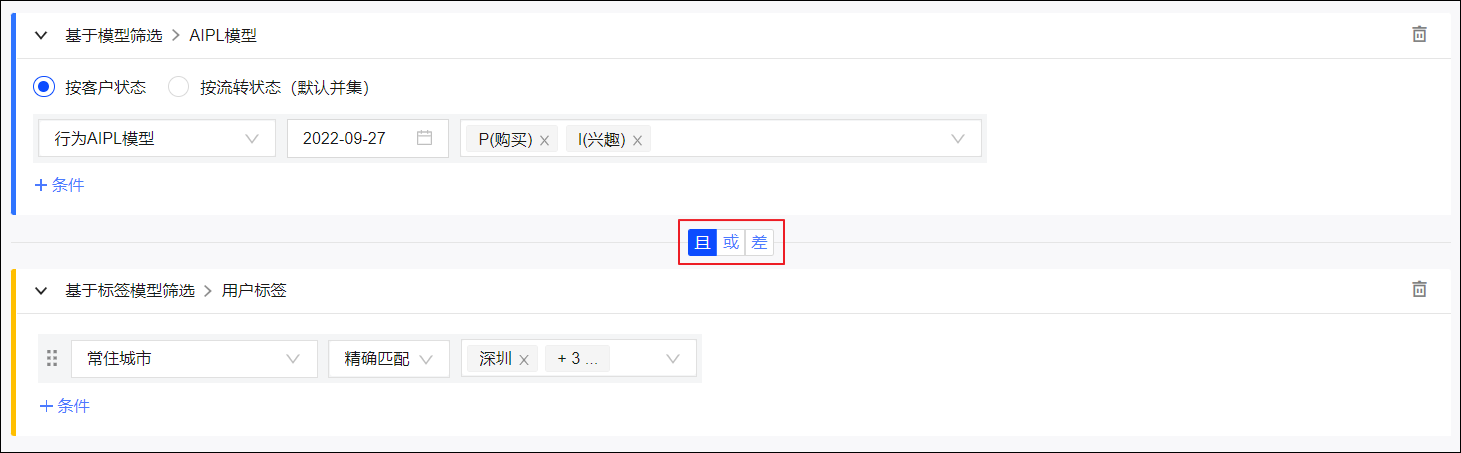 基于模型筛选 > AIPL模型
按客户状态 按流转状态（默认并集）
行为AIPL模型 2022-09-27 P(购买) × I(兴趣) ×
+ 条件
且 或 差
基于标签模型筛选 > 用户标签
常住城市 精确匹配 深圳 × + 3 ...
+ 条件